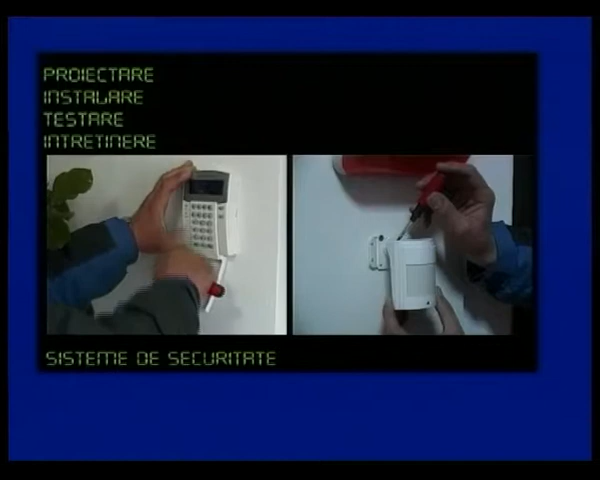 PROIECTARE
INSTALARE
TESTARE
INTRETINERE
SISTEME DE SECURITATE